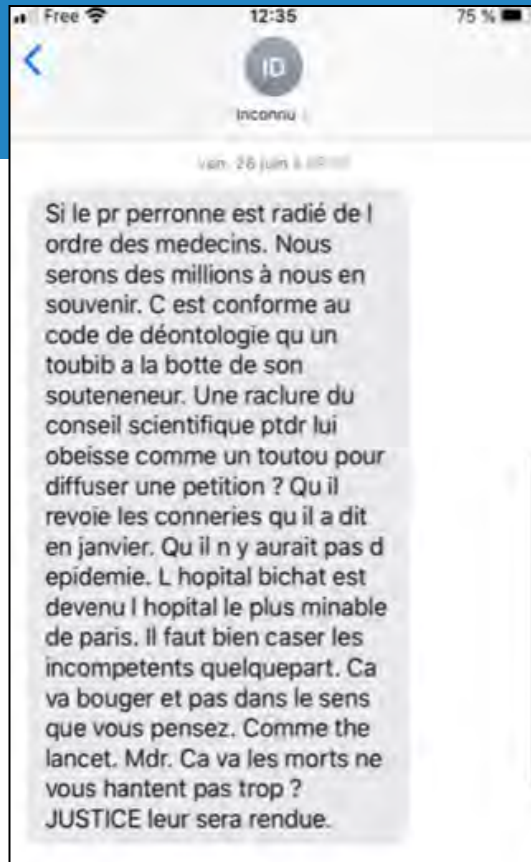 Free 12:35 75 %
ID
Inconnu
ven. 26 juin à
Si le pr perronne est radié de l
ordre des medecins. Nous
serons des millions à nous en
souvenir. C est conforme au
code de déontologie qu un
toubib a la botte de son
souteneneur. Une raclure du
conseil scientifique ptdr lui
obeisse comme un toutou pour
diffuser une petition ? Qu il
revoie les conneries qu il a dit
en janvier. Qu il n y aurait pas d
epidemie. L hopital bichat est
devenu l hopital le plus minable
de paris. Il faut bien caser les
incompetents quelquepart. Ca
va bouger et pas dans le sens
que vous pensez. Comme the
lancet. Mdr. Ca va les morts ne
vous hantent pas trop ?
JUSTICE leur sera rendue.